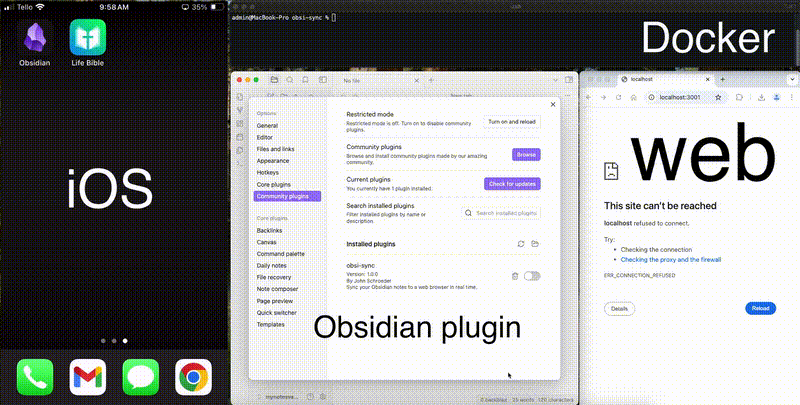 Tello
9:58 AM
35%
Obsidian
Life Bible
iOS
admin@MacBook-Pro obsi-sync %
Docker
No file
Options
General
Editor
Files and links
Appearance
Hotkeys
Core plugins
Community plugins
Core plugins
Backlinks
Canvas
Command palette
Daily notes
File recovery
Note composer
Page preview
Quick switcher
Templates
Restricted mode
Restricted mode is off. Turn on to disable community
plugins.
Turn on and reload
Community plugins
Browse and install community plugins made by our amazing
community.
Browse
Current plugins
You currently have 1 plugin installed.
Check for updates
Search installed plugins
Filter installed plugins by name or
description.
Search installed plugins
Installed plugins
obsi-sync
Version: 1.0.0
By John Schroeder
Sync your Obsidian notes to a web browser in real time.
Obsidian plugin
0 backlinks
25 words
129 characters
localhost
localhost:3001
web
This site can't be reached
localhost refused to connect.
Try:
• Checking the connection
• Checking the proxy and the firewall
ERR_CONNECTION_REFUSED
Details
Reload